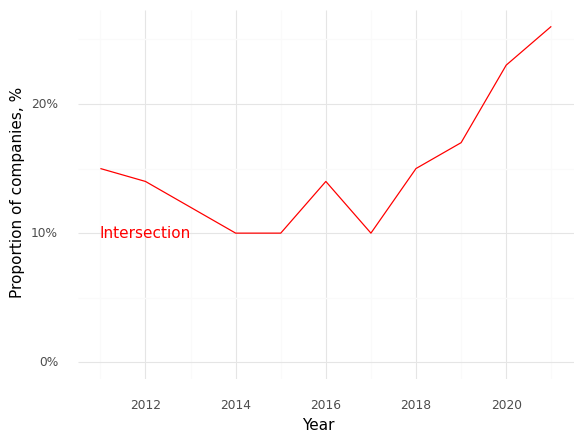 Proportion of companies, %
20%
10%
0%
Intersection
2012 2014 2016 2018 2020
Year